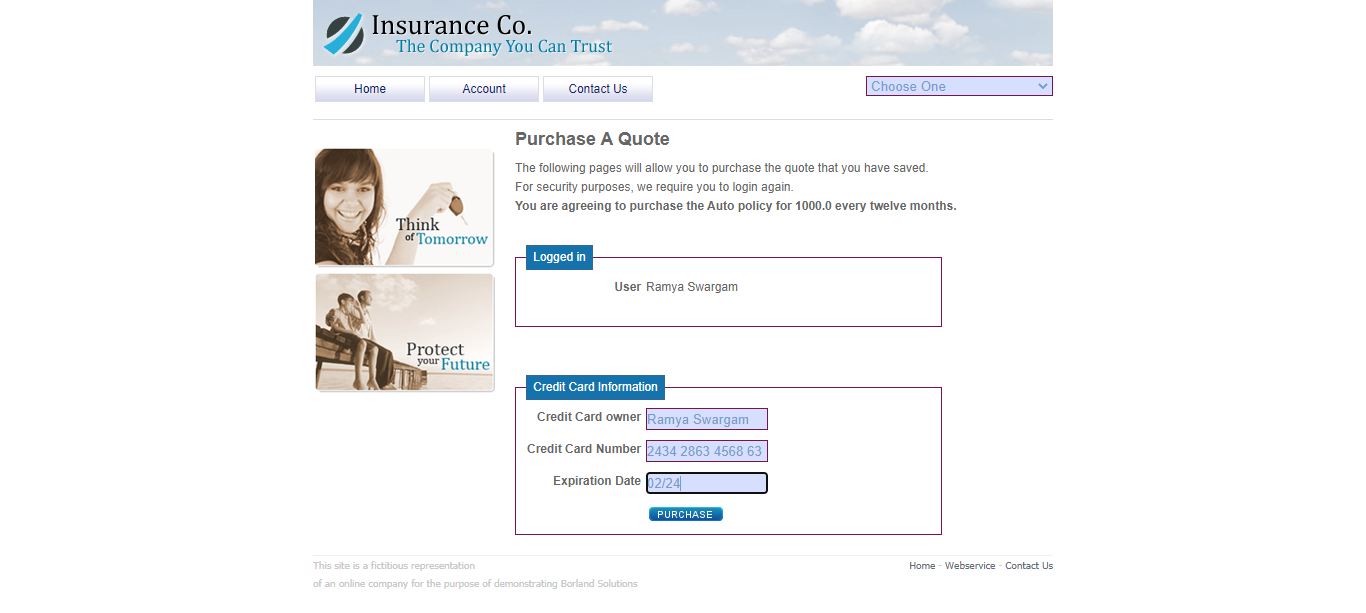 Insurance Co.
The Company You Can Trust
Home
Account
Contact Us
Choose One
Purchase A Quote
The following pages will allow you to purchase the quote that you have saved.
For security purposes, we require you to login again.
You are agreeing to purchase the Auto policy for 1000.0 every twelve months.
Think
of Tomorrow
Protect
your Future
Logged in
User Ramya Swargam
Credit Card Information
Credit Card owner Ramya Swargam
Credit Card Number 2434 2863 4568 63
Expiration Date 02/24
PURCHASE
This site is a fictitious representation
of an online company for the purpose of demonstrating Borland Solutions
Home - Webservice - Contact Us